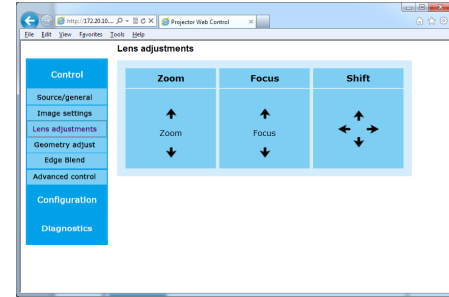 http://172.20.10....
Projector Web Control
File Edit View Favorites Tools Help
Lens adjustments
Control
Source/general
Image settings
Lens adjustments
Geometry adjust
Edge Blend
Advanced control
Configuration
Diagnostics
Zoom Focus Shift
Zoom Focus